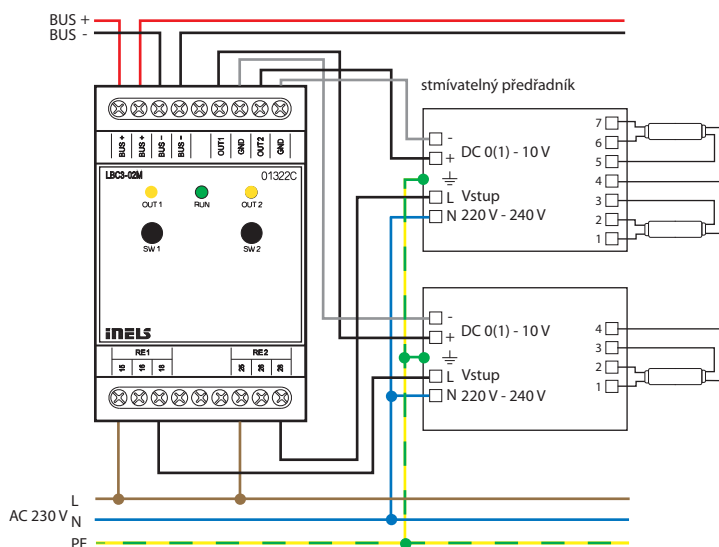 BUS +
BUS -
BUS +
BUS +
BUS -
BUS -
OUT1
GND
OUT2
GND
LBC3-02M
01322C
OUT 1
RUN
OUT 2
SW 1
SW 2
iNELS
RE1
RE2
15
16
18
25
26
28
stmívatelný předřadník
-
+ DC 0(1) - 10 V
L Vstup
N 220 V - 240 V
7
6
5
4
3
2
1
-
+ DC 0(1) - 10 V
L Vstup
N 220 V - 240 V
4
3
2
1
L
AC 230 V N
PE